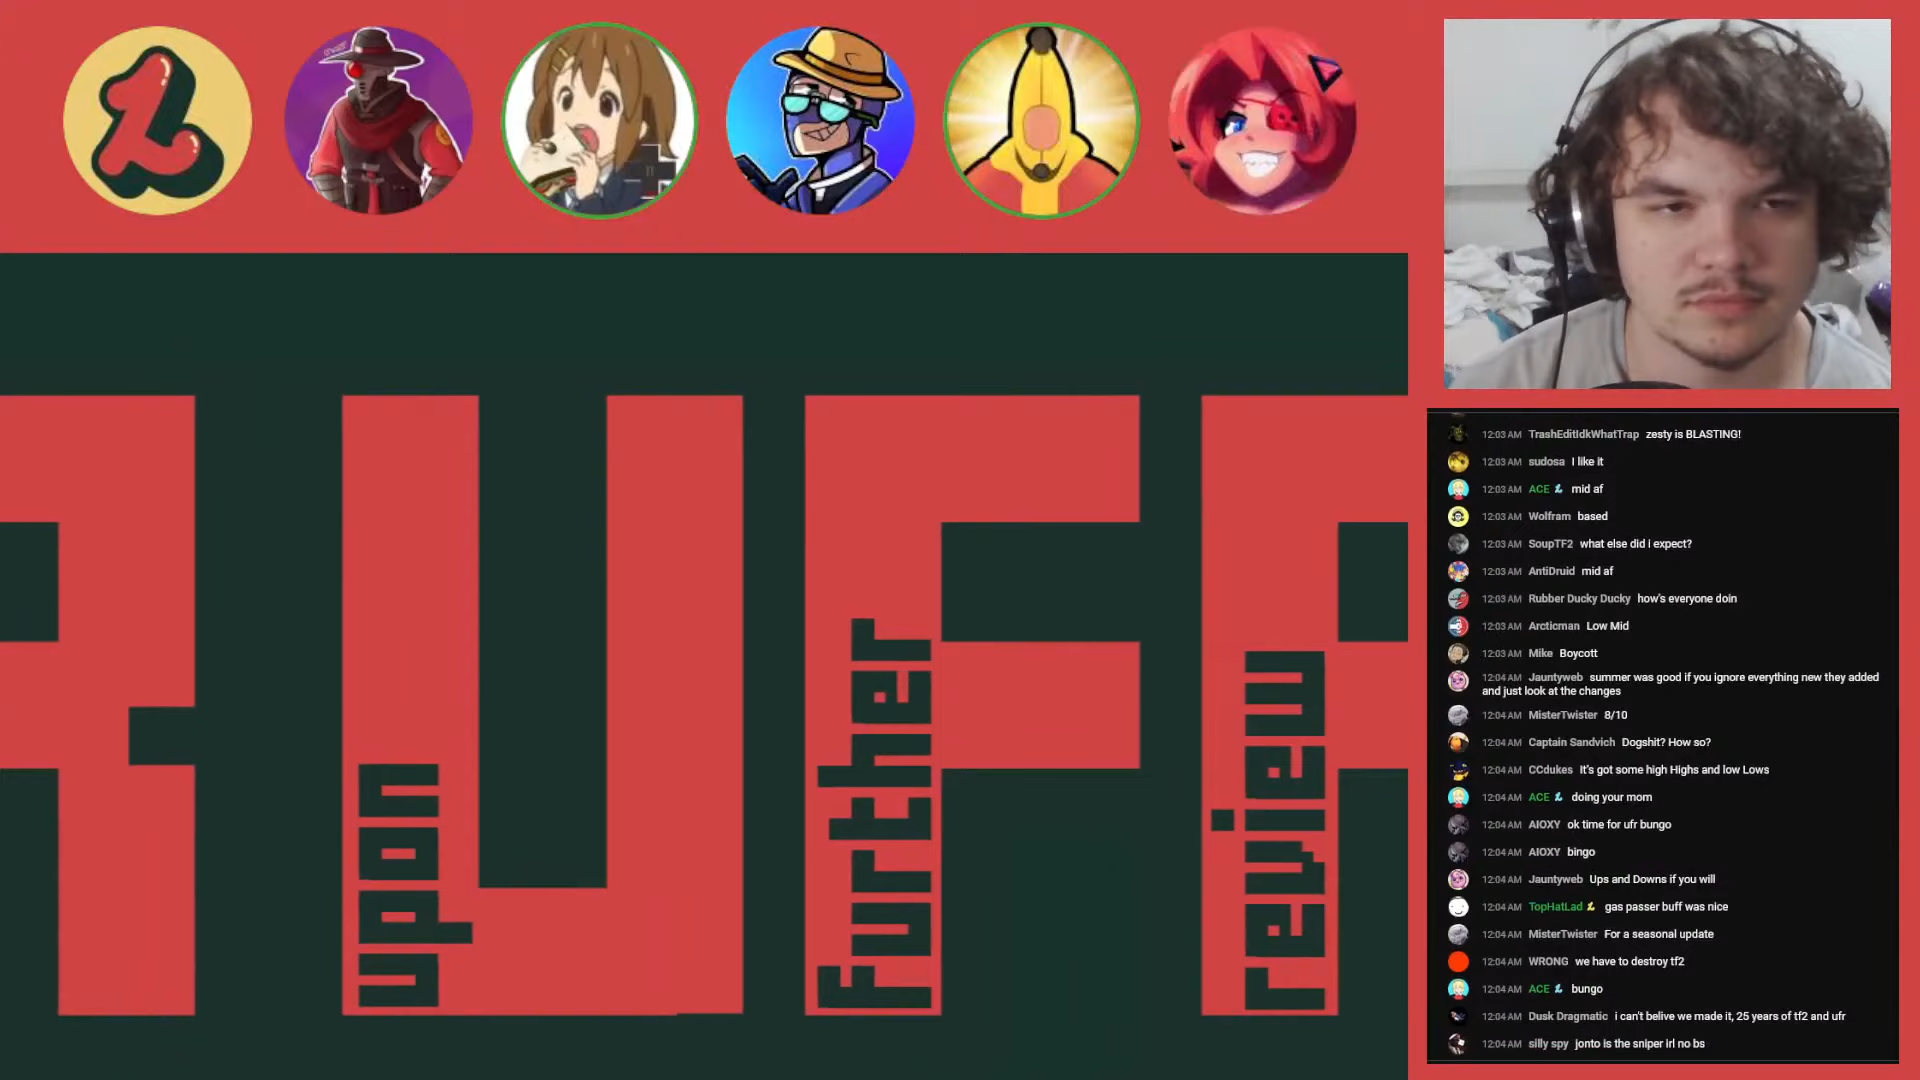 UFR
upon
further
review
12:03 AM TrashEditIdkWhatTrap zesty is BLASTING!
12:03 AM sudosa I like it
12:03 AM ACE mid af
12:03 AM Wolfram based
12:03 AM SoupTF2 what else did i expect?
12:03 AM AntiDruid mid af
12:03 AM Rubber Ducky Ducky how's everyone doin
12:03 AM Arcticman Low Mid
12:03 AM Mike Boycott
12:04 AM Jauntyweb summer was good if you ignore everything new they added
and just look at the changes
12:04 AM MisterTwister 8/10
12:04 AM Captain Sandvich Dogshit? How so?
12:04 AM CCdukes It's got some high Highs and low Lows
12:04 AM ACE doing your mom
12:04 AM AIOXY ok time for ufr bungo
12:04 AM AIOXY bingo
12:04 AM Jauntyweb Ups and Downs if you will
12:04 AM TopHatLad gas passer buff was nice
12:04 AM MisterTwister For a seasonal update
12:04 AM WRONG we have to destroy tf2
12:04 AM ACE bungo
12:04 AM Dusk Dragmatic i can't belive we made it, 25 years of tf2 and ufr
12:04 AM silly spy jonto is the sniper irl no bs